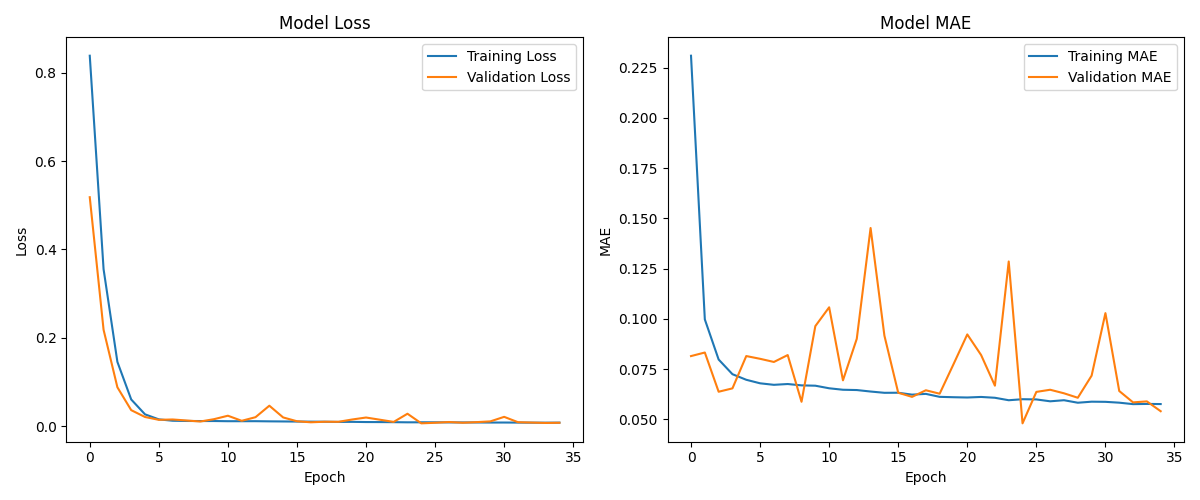 Model Loss
Training Loss
Validation Loss
Loss
0.8
0.6
0.4
0.2
0.0
0 5 10 15 20 25 30 35
Epoch
Model MAE
Training MAE
Validation MAE
MAE
0.225
0.200
0.175
0.150
0.125
0.100
0.075
0.050
0 5 10 15 20 25 30 35
Epoch